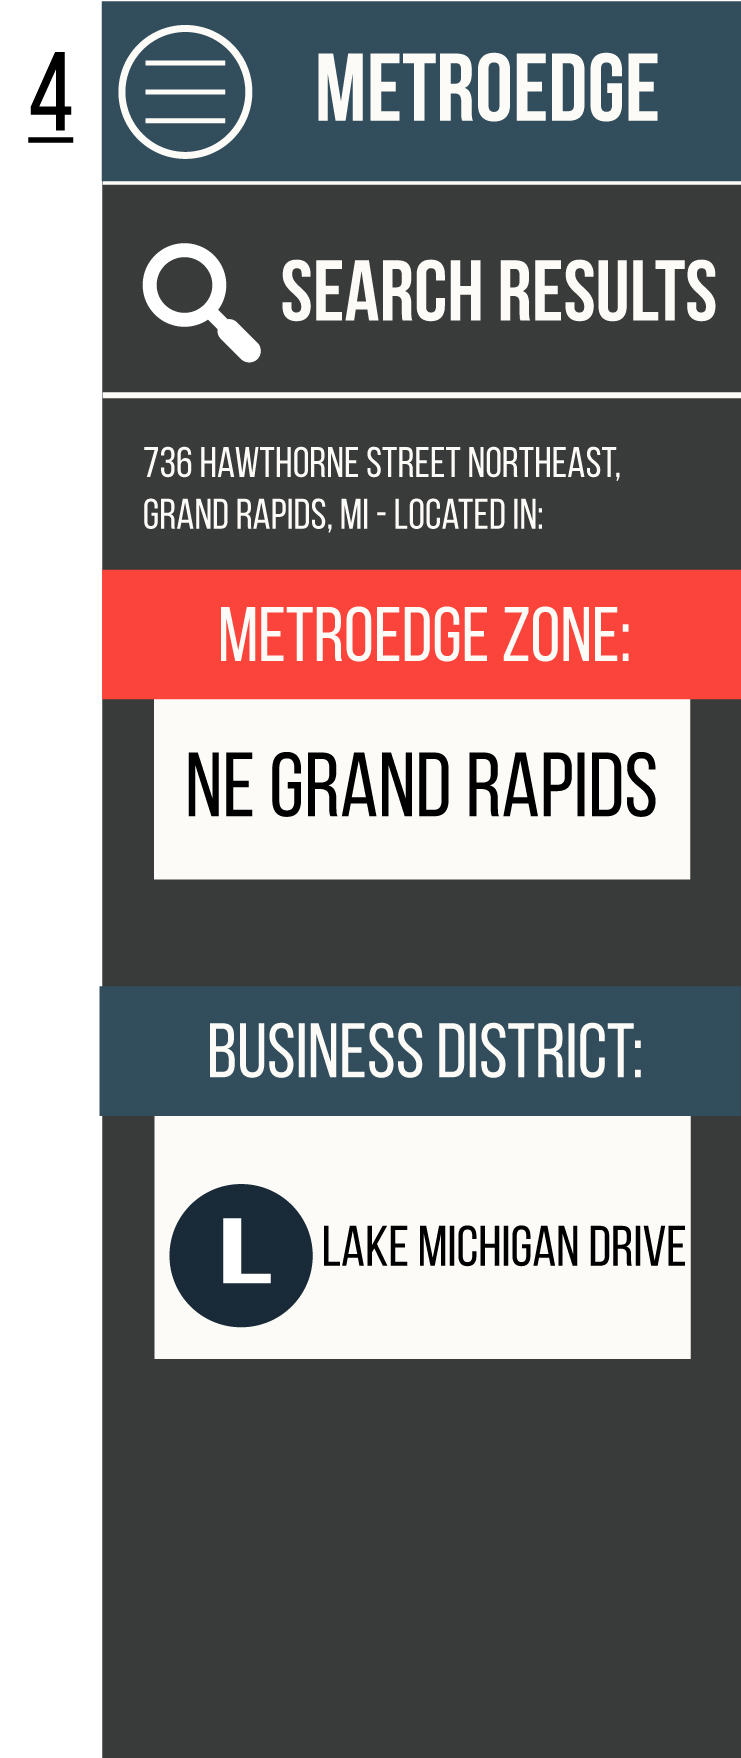 4
METROEDGE
SEARCH RESULTS
736 HAWTHORNE STREET NORTHEAST,
GRAND RAPIDS, MI - LOCATED IN:
METROEDGE ZONE:
NE GRAND RAPIDS
BUSINESS DISTRICT:
L LAKE MICHIGAN DRIVE